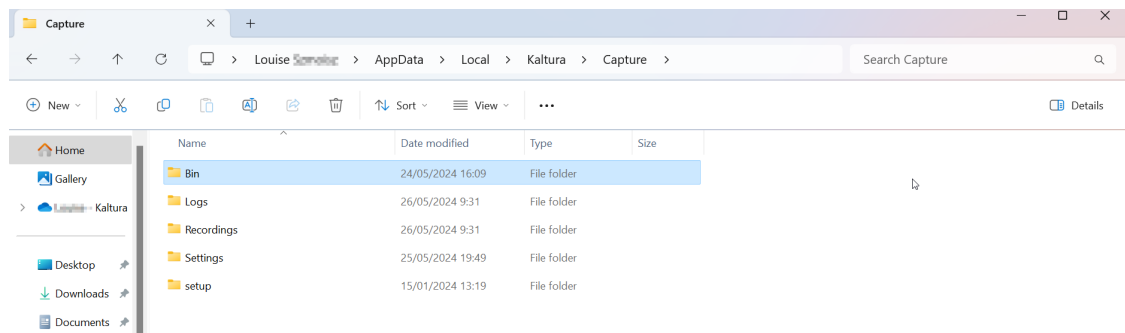 Capture
Louise > AppData > Local > Kaltura > Capture >
Search Capture
New
Sort
View
Details
Name Date modified Type Size
Home
Gallery
- Kaltura
Desktop
Downloads
Documents
Bin 24/05/2024 16:09 File folder
Logs 26/05/2024 9:31 File folder
Recordings 26/05/2024 9:31 File folder
Settings 25/05/2024 19:49 File folder
setup 15/01/2024 13:19 File folder